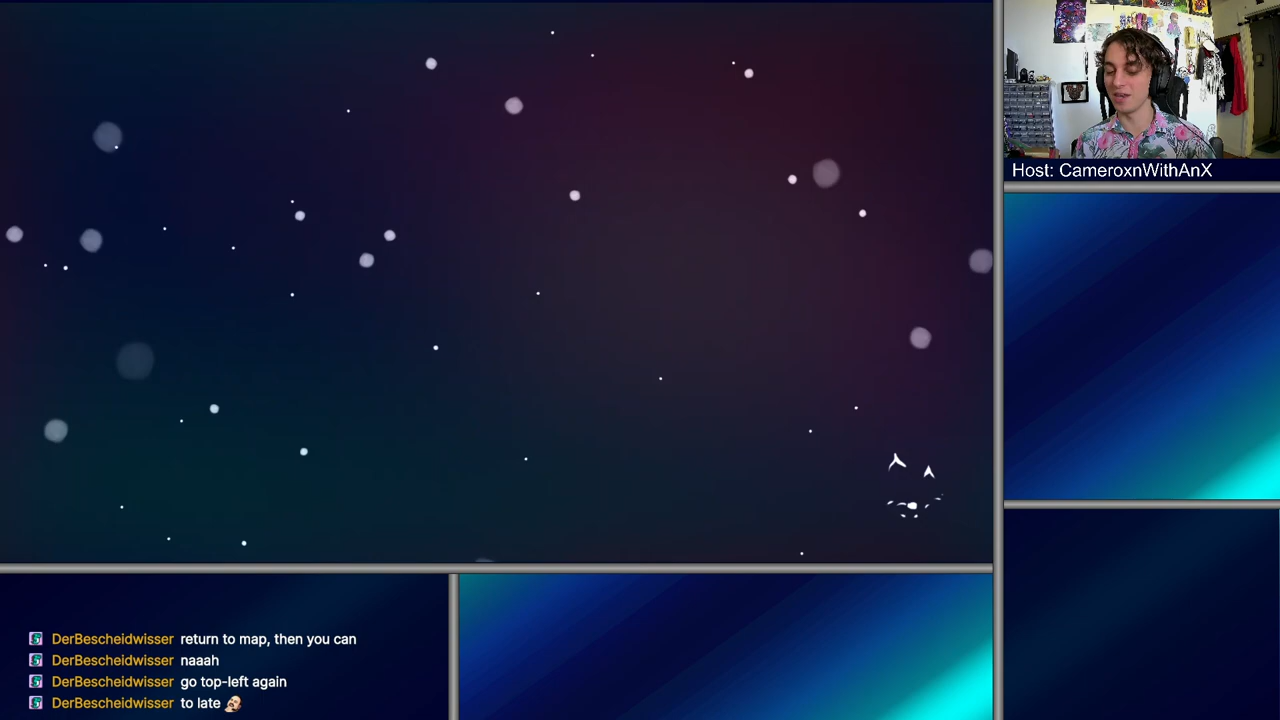 Host: CameroxnWithAnX
DerBescheidwisser return to map, then you can
DerBescheidwisser naaah
DerBescheidwisser go top-left again
DerBescheidwisser to late